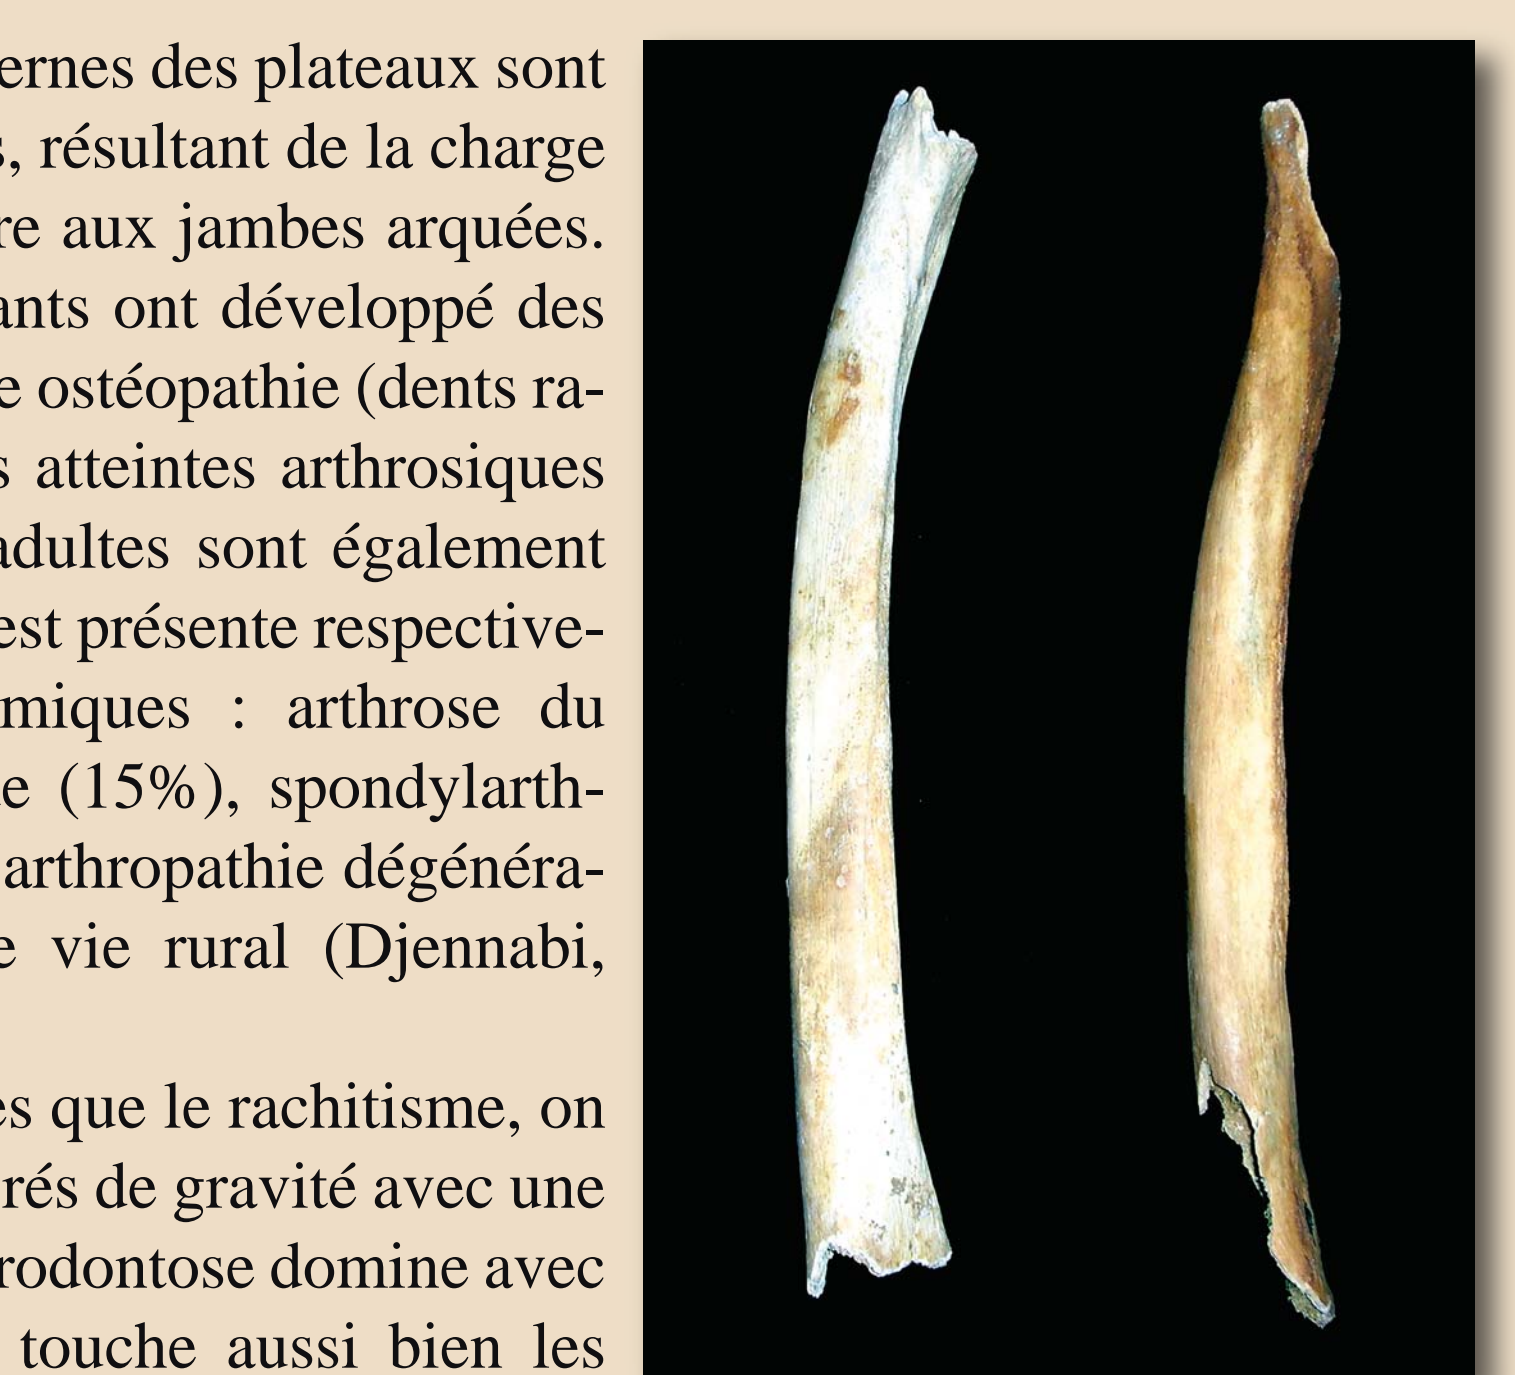 ernes des plateaux sont
s, résultant de la charge
re aux jambes arquées.
ants ont développé des
e ostéopathie (dents ra-
s atteintes arthrosiques
adultes sont également
est présente respective-
miques : arthrose du
e (15%), spondylarth-
arthropathie dégénéra-
e vie rural (Djennabi,
es que le rachitisme, on
rés de gravité avec une
rodontose domine avec
touche aussi bien les